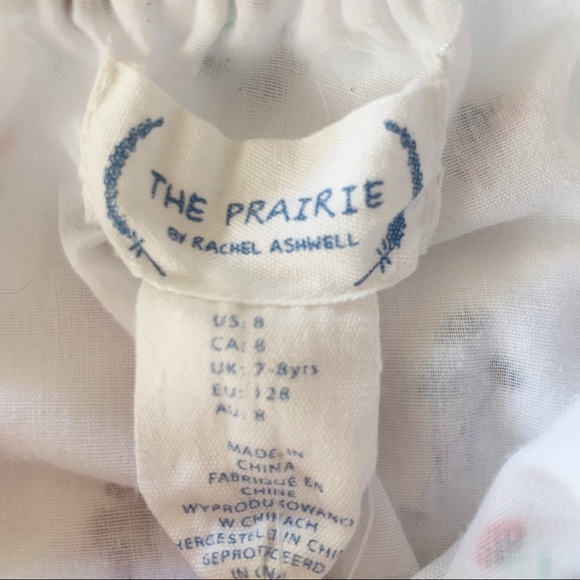 THE PRAIRIE
BY RACHEL ASHWELL
US: 8
CA: 8
UK: 7-8yrs
EU: 128
AU: 8
MADE IN
CHINA
FABRIQUÉ EN
CHINE
WYPRODUKOWANO
W CHINACH
HERGESTELLT IN
GEPRODUCEERD
IN